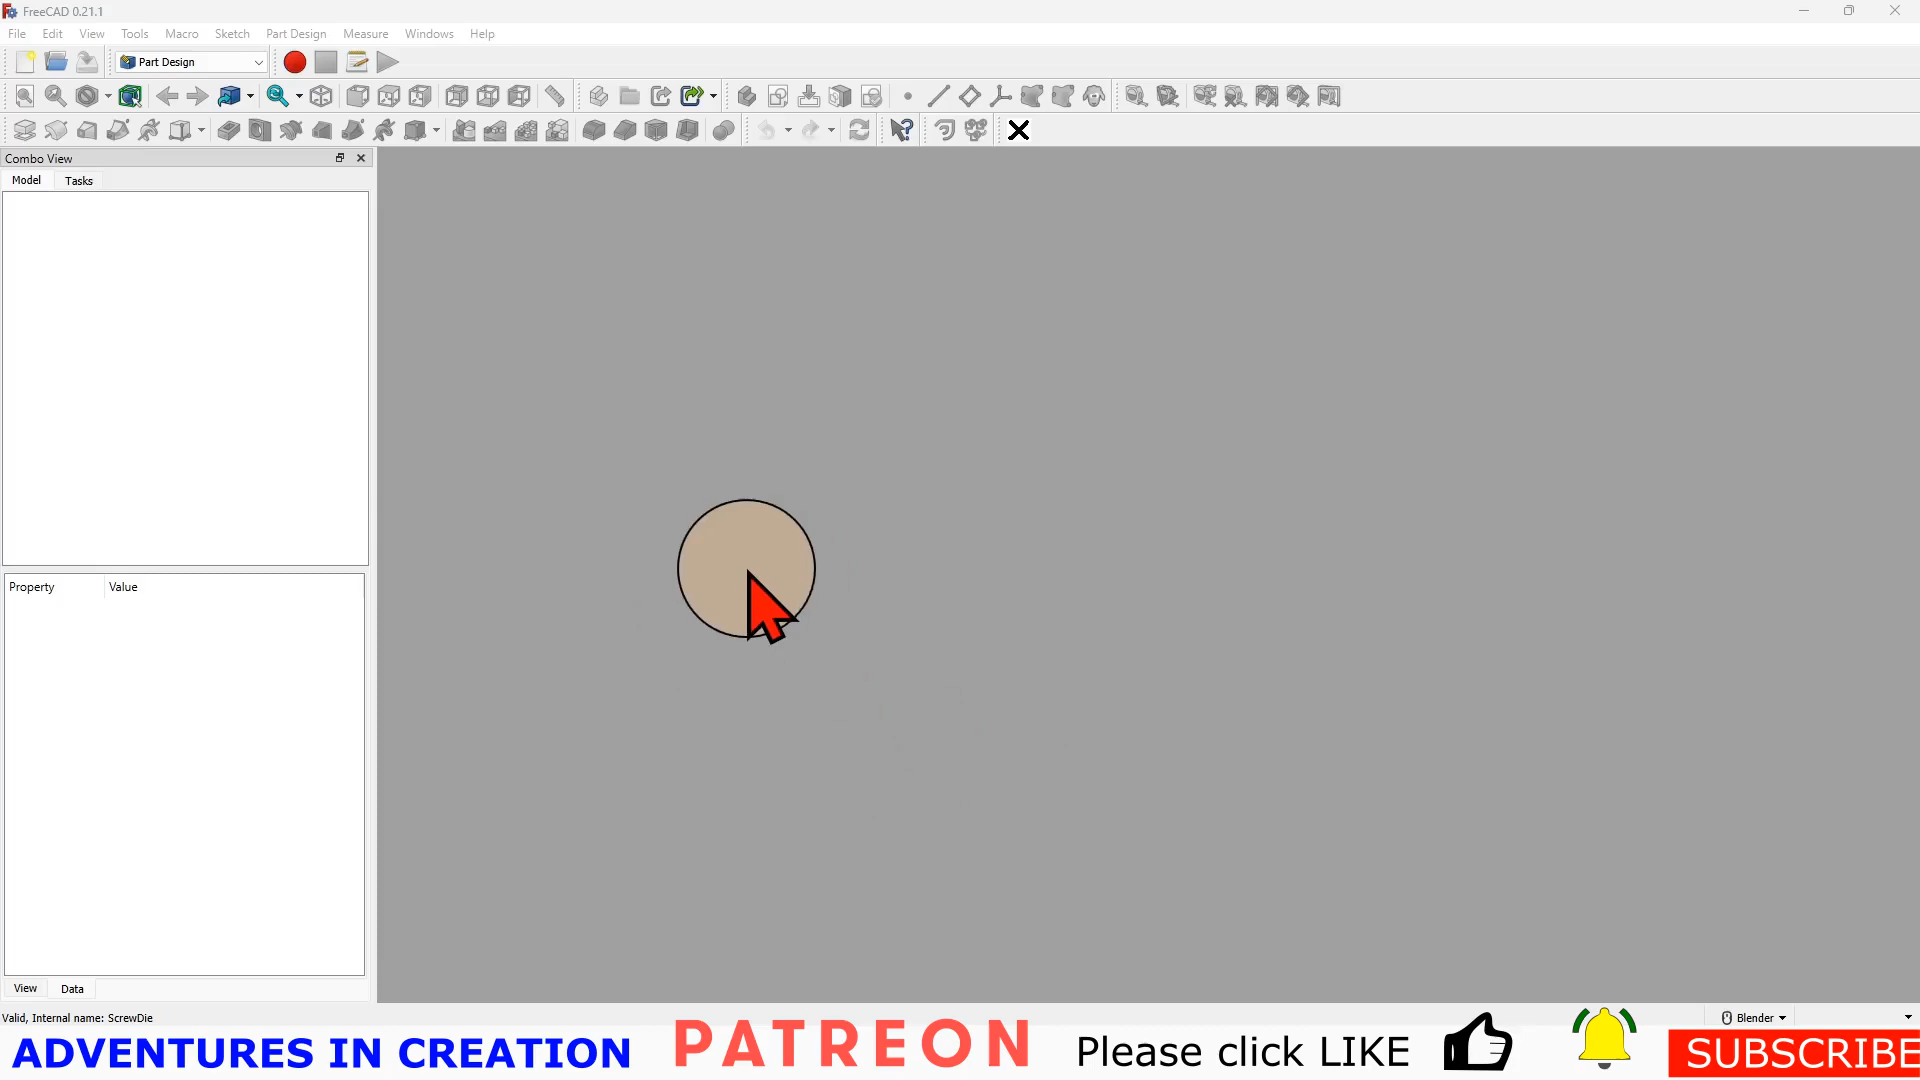 FreeCAD 0.21.1
File Edit View Tools Macro Sketch Part Design Measure Windows Help
Part Design
Combo View
Model Tasks
Property Value
View Data
Valid, Internal name: ScrewDie
Blender
ADVENTURES IN CREATION PATREON Please click LIKE SUBSCRIBE